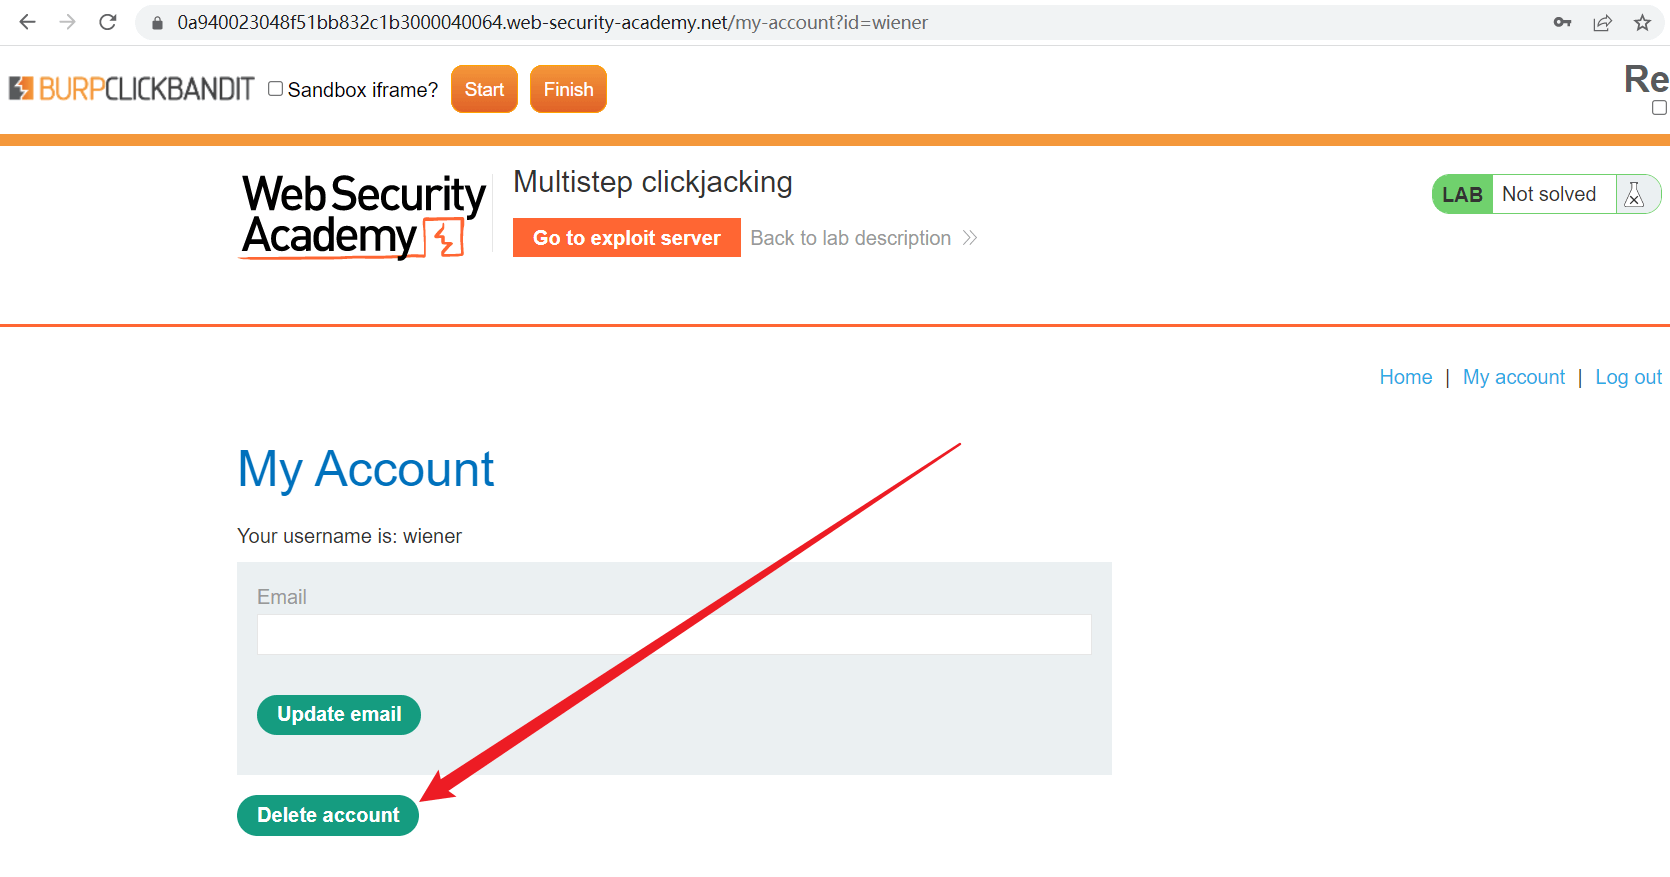 0a940023048f51bb832c1b3000040064.web-security-academy.net/my-account?id=wiener
BURPCLICKBANDIT Sandbox iframe? Start Finish
Re
Web Security
Academy
Multistep clickjacking
Go to exploit server Back to lab description
LAB Not solved
Home | My account | Log out
My Account
Your username is: wiener
Email
Update email
Delete account